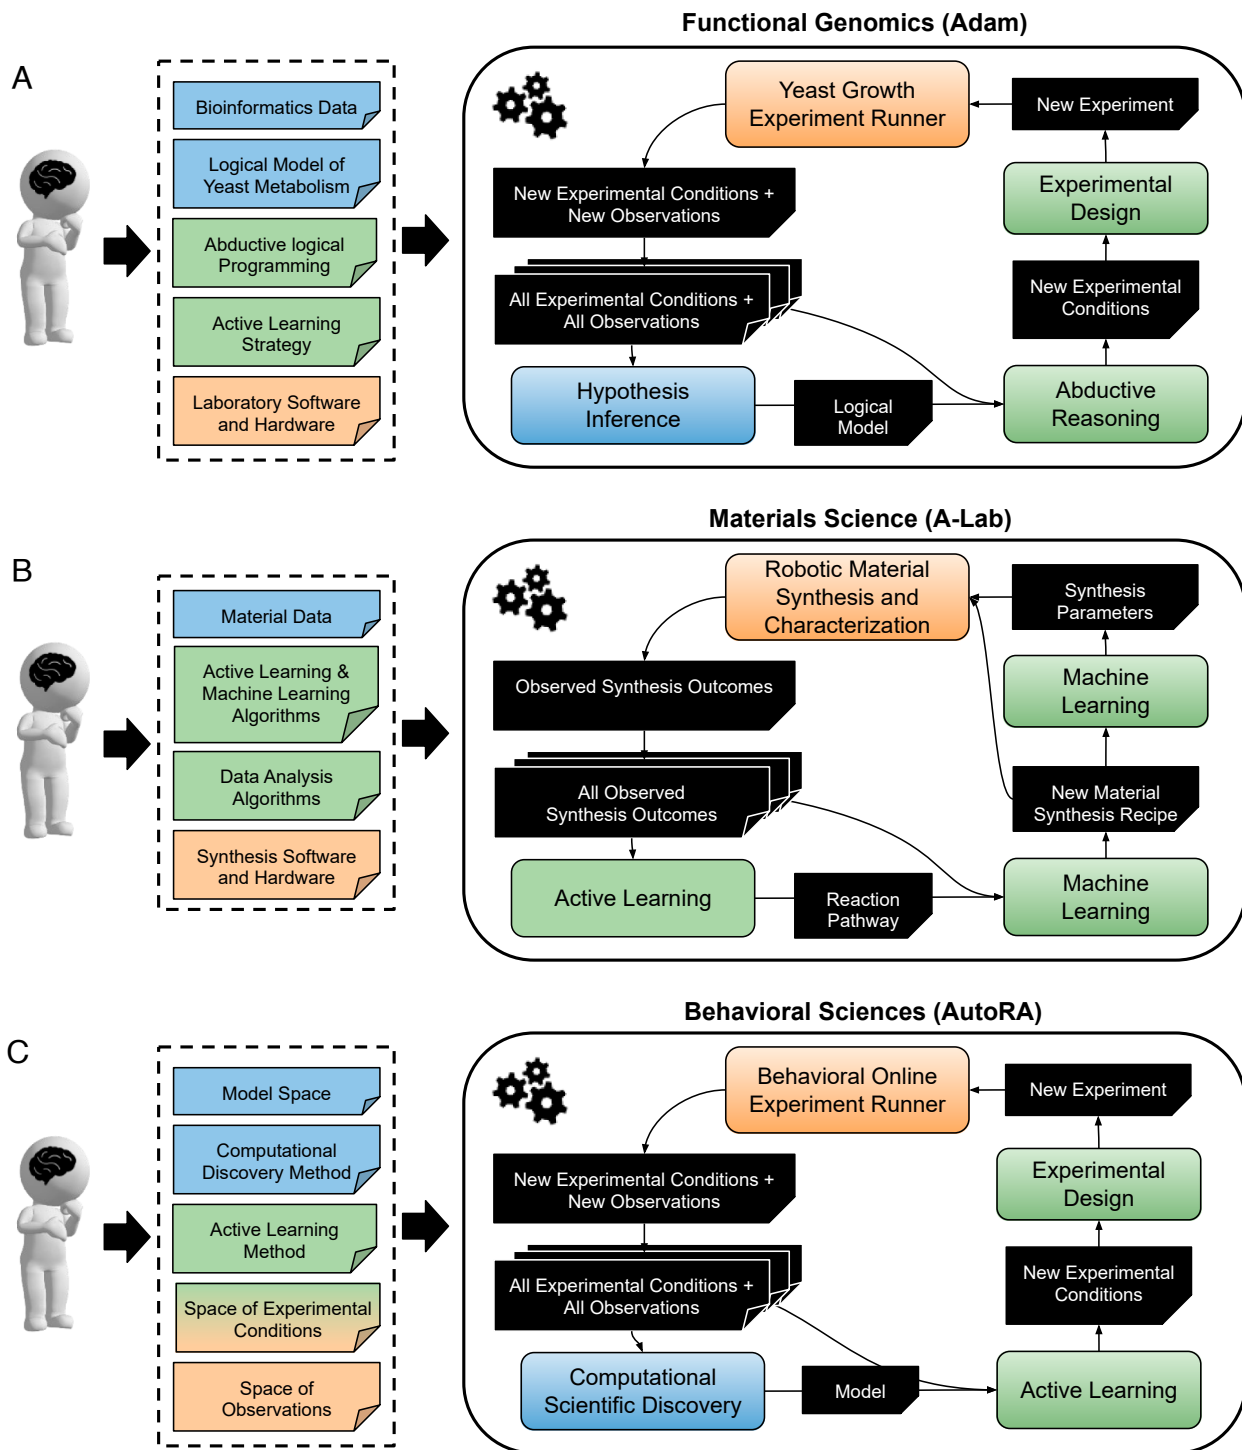 Functional Genomics (Adam)
A
Bioinformatics Data
Logical Model of
Yeast Metabolism
Abductive logical
Programming
Active Learning
Strategy
Laboratory Software
and Hardware
Yeast Growth
Experiment Runner
New Experiment
New Experimental Conditions +
New Observations
Experimental
Design
All Experimental Conditions +
All Observations
New Experimental
Conditions
Hypothesis
Inference
Logical
Model
Abductive
Reasoning
Materials Science (A-Lab)
B
Material Data
Active Learning &
Machine Learning
Algorithms
Data Analysis
Algorithms
Synthesis Software
and Hardware
Robotic Material
Synthesis and
Characterization
Synthesis
Parameters
Observed Synthesis Outcomes
Machine
Learning
All Observed
Synthesis Outcomes
New Material
Synthesis Recipe
Active Learning
Reaction
Pathway
Machine
Learning
Behavioral Sciences (AutoRA)
C
Model Space
Computational
Discovery Method
Active Learning
Method
Space of Experimental
Conditions
Space of
Observations
Behavioral Online
Experiment Runner
New Experiment
New Experimental Conditions +
New Observations
Experimental
Design
All Experimental Conditions +
All Observations
New Experimental
Conditions
Computational
Scientific Discovery
Model
Active Learning